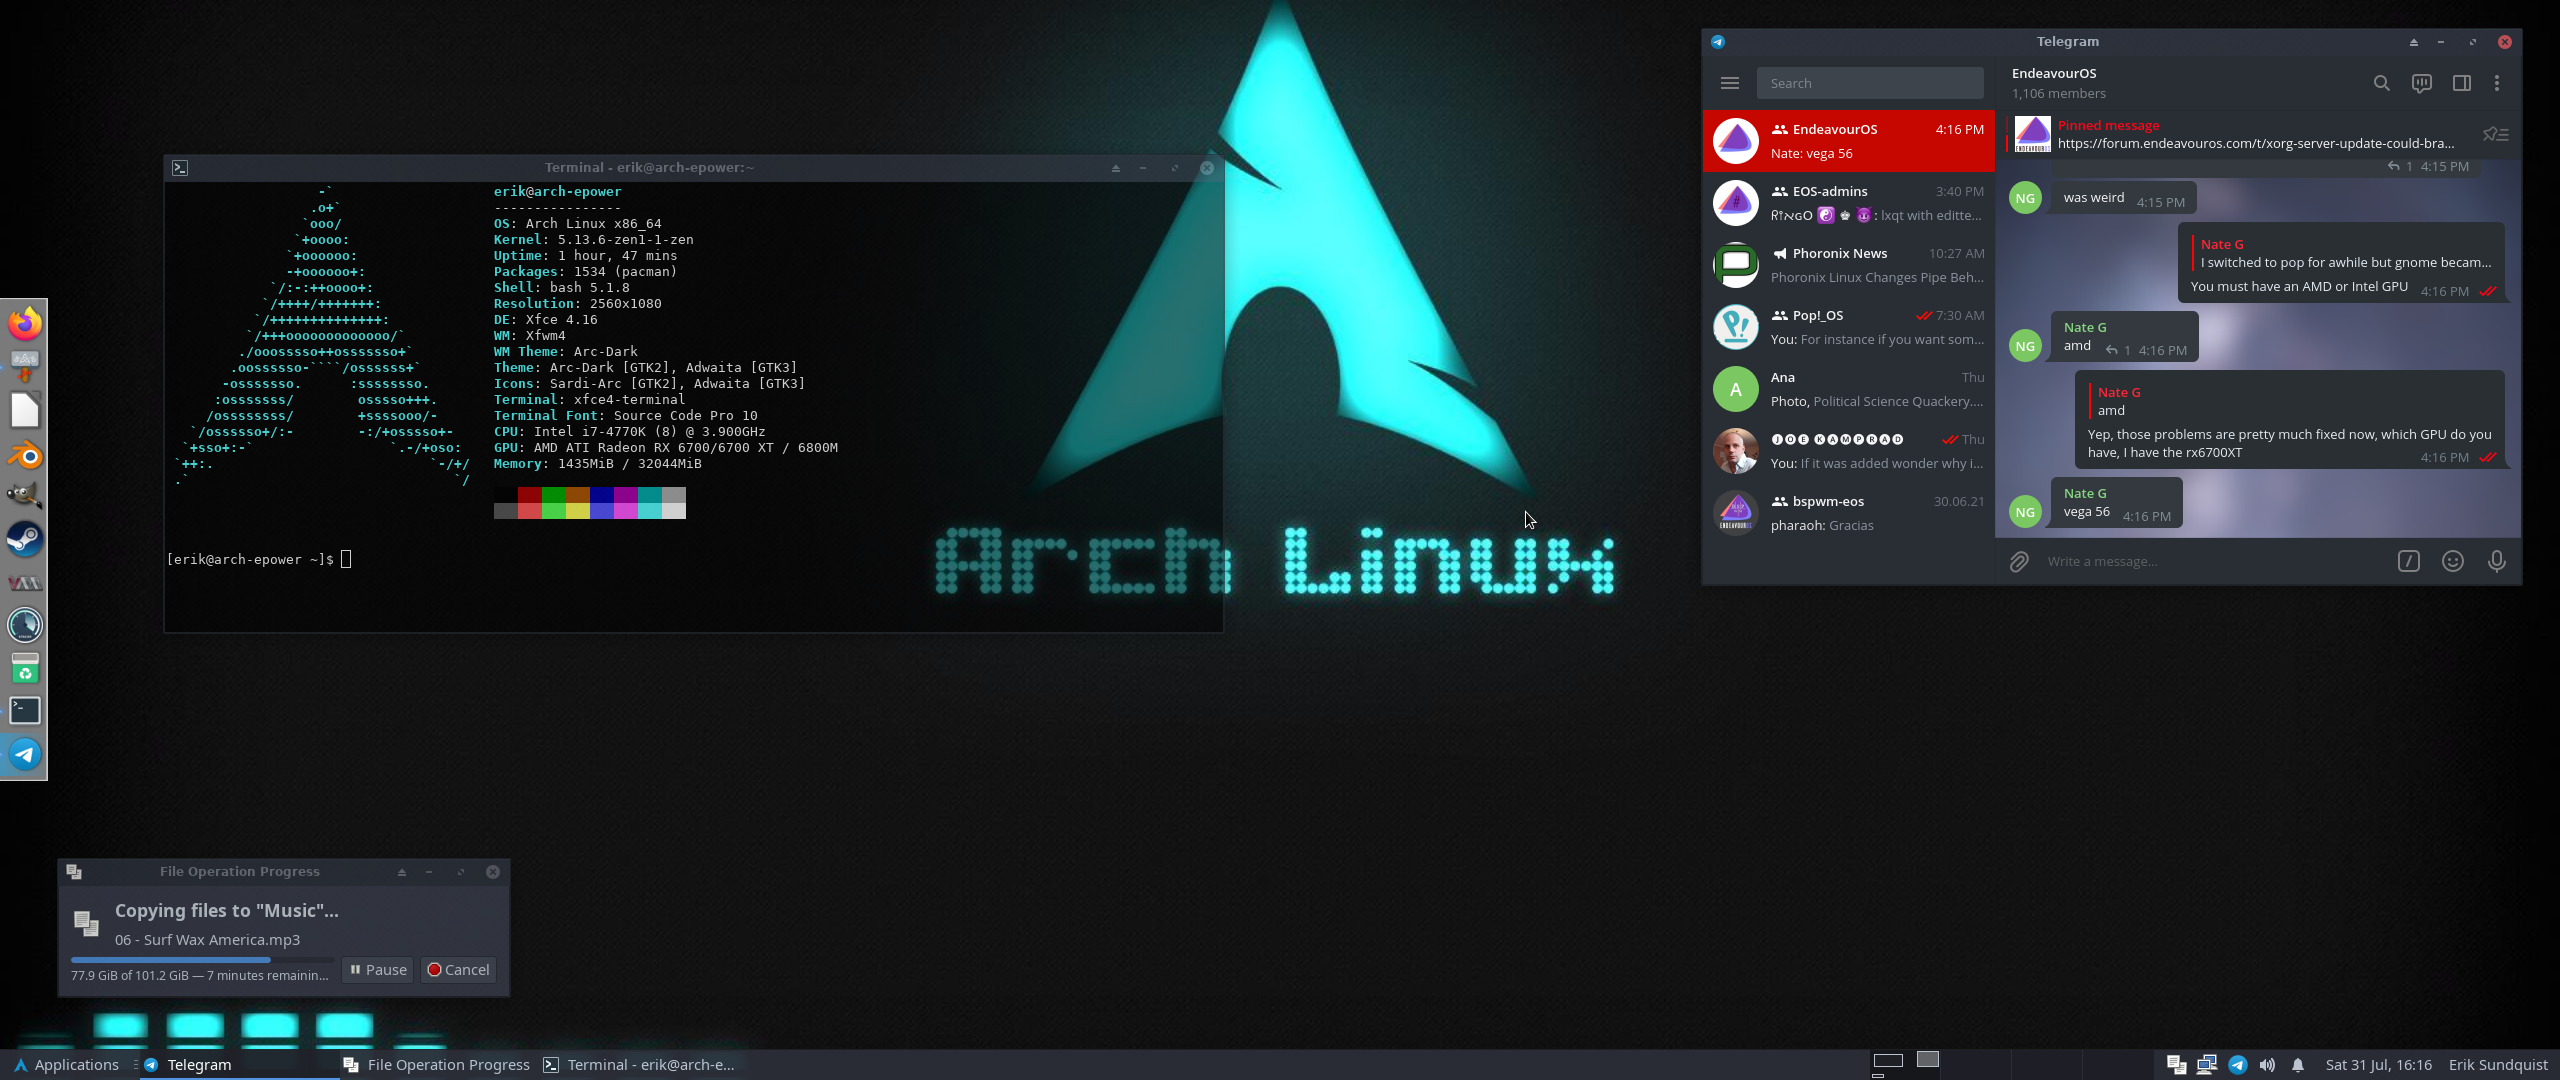 Terminal - erik@arch-epower:~
erik@arch-epower
----------------
OS: Arch Linux x86_64
Kernel: 5.13.6-zen1-1-zen
Uptime: 1 hour, 47 mins
Packages: 1534 (pacman)
Shell: bash 5.1.8
Resolution: 2560x1080
DE: Xfce 4.16
WM: Xfwm4
WM Theme: Arc-Dark
Theme: Arc-Dark [GTK2], Adwaita [GTK3]
Icons: Sardi-Arc [GTK2], Adwaita [GTK3]
Terminal: xfce4-terminal
Terminal Font: Source Code Pro 10
CPU: Intel i7-4770K (8) @ 3.900GHz
GPU: AMD ATI Radeon RX 6700/6700 XT / 6800M
Memory: 1435MiB / 32044MiB
[erik@arch-epower ~]$
Arch Linux
Telegram
Search
EndeavourOS 4:16 PM
Nate: vega 56
EOS-admins 3:40 PM
: lxqt with editte...
Phoronix News 10:27 AM
Phoronix Linux Changes Pipe Beh...
Pop!_OS 7:30 AM
You: For instance if you want som...
A
Ana Thu
Photo, Political Science Quackery....
JOE KAMPRAD Thu
You: If it was added wonder why i...
bspwm-eos 30.06.21
pharaoh: Gracias
EndeavourOS
1,106 members
Pinned message
https://forum.endeavouros.com/t/xorg-server-update-could-bra...
1 4:15 PM
NG
was weird 4:15 PM
Nate G
I switched to pop for awhile but gnome becam...
You must have an AMD or Intel GPU 4:16 PM
NG
Nate G
amd 1 4:16 PM
Nate G
amd
Yep, those problems are pretty much fixed now, which GPU do you
have, I have the rx6700XT 4:16 PM
NG
Nate G
vega 56 4:16 PM
Write a message...
File Operation Progress
Copying files to "Music"...
06 - Surf Wax America.mp3
77.9 GiB of 101.2 GiB — 7 minutes remainin...
Pause
Cancel
Applications
Telegram
File Operation Progress
Terminal - erik@arch-e...
Sat 31 Jul, 16:16
Erik Sundquist